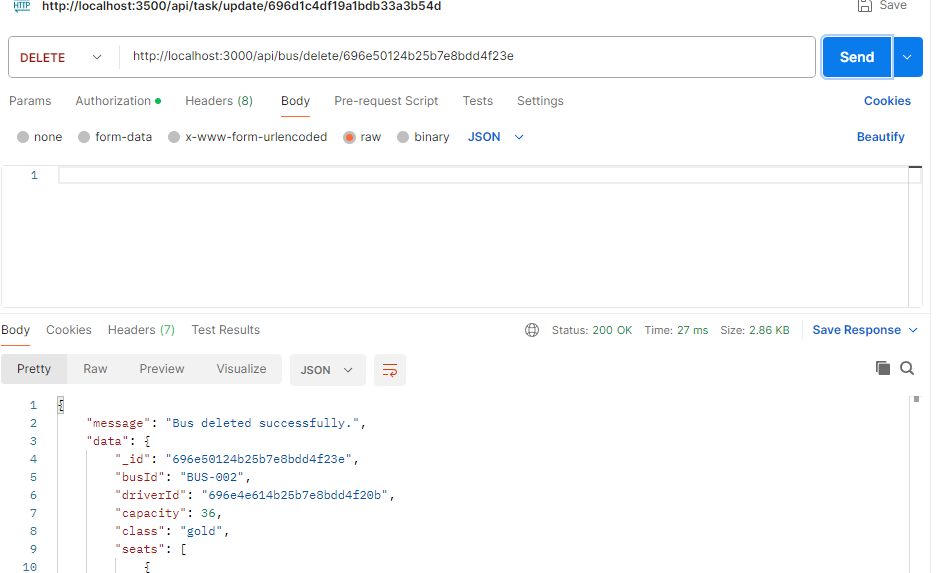 HTTP http://localhost:3500/api/task/update/696d1c4df19a1bdb33a3b54d Save
DELETE http://localhost:3000/api/bus/delete/696e50124b25b7e8bdd4f23e Send
Params Authorization Headers (8) Body Pre-request Script Tests Settings Cookies
none form-data x-www-form-urlencoded raw binary JSON Beautify
1
Body Cookies Headers (7) Test Results Status: 200 OK Time: 27 ms Size: 2.86 KB Save Response
Pretty Raw Preview Visualize JSON
1 {
2 "message": "Bus deleted successfully.",
3 "data": {
4 "_id": "696e50124b25b7e8bdd4f23e",
5 "busId": "BUS-002",
6 "driverId": "696e4e614b25b7e8bdd4f20b",
7 "capacity": 36,
8 "class": "gold",
9 "seats": [
10 {